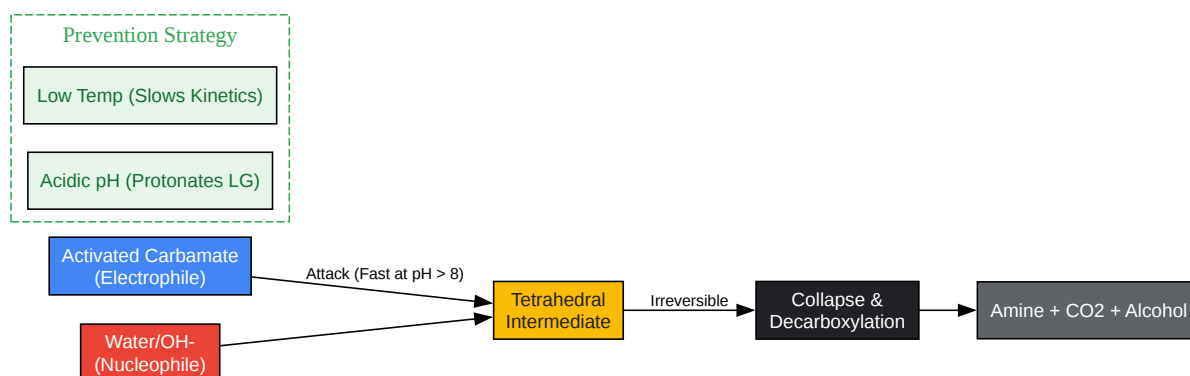 Prevention Strategy
Low Temp (Slows Kinetics)
Acidic pH (Protonates LG)
Activated Carbamate
(Electrophile)
Attack (Fast at pH > 8)
Water/OH-
(Nucleophile)
Tetrahedral
Intermediate
Irreversible
Collapse &
Decarboxylation
Amine + CO2 + Alcohol